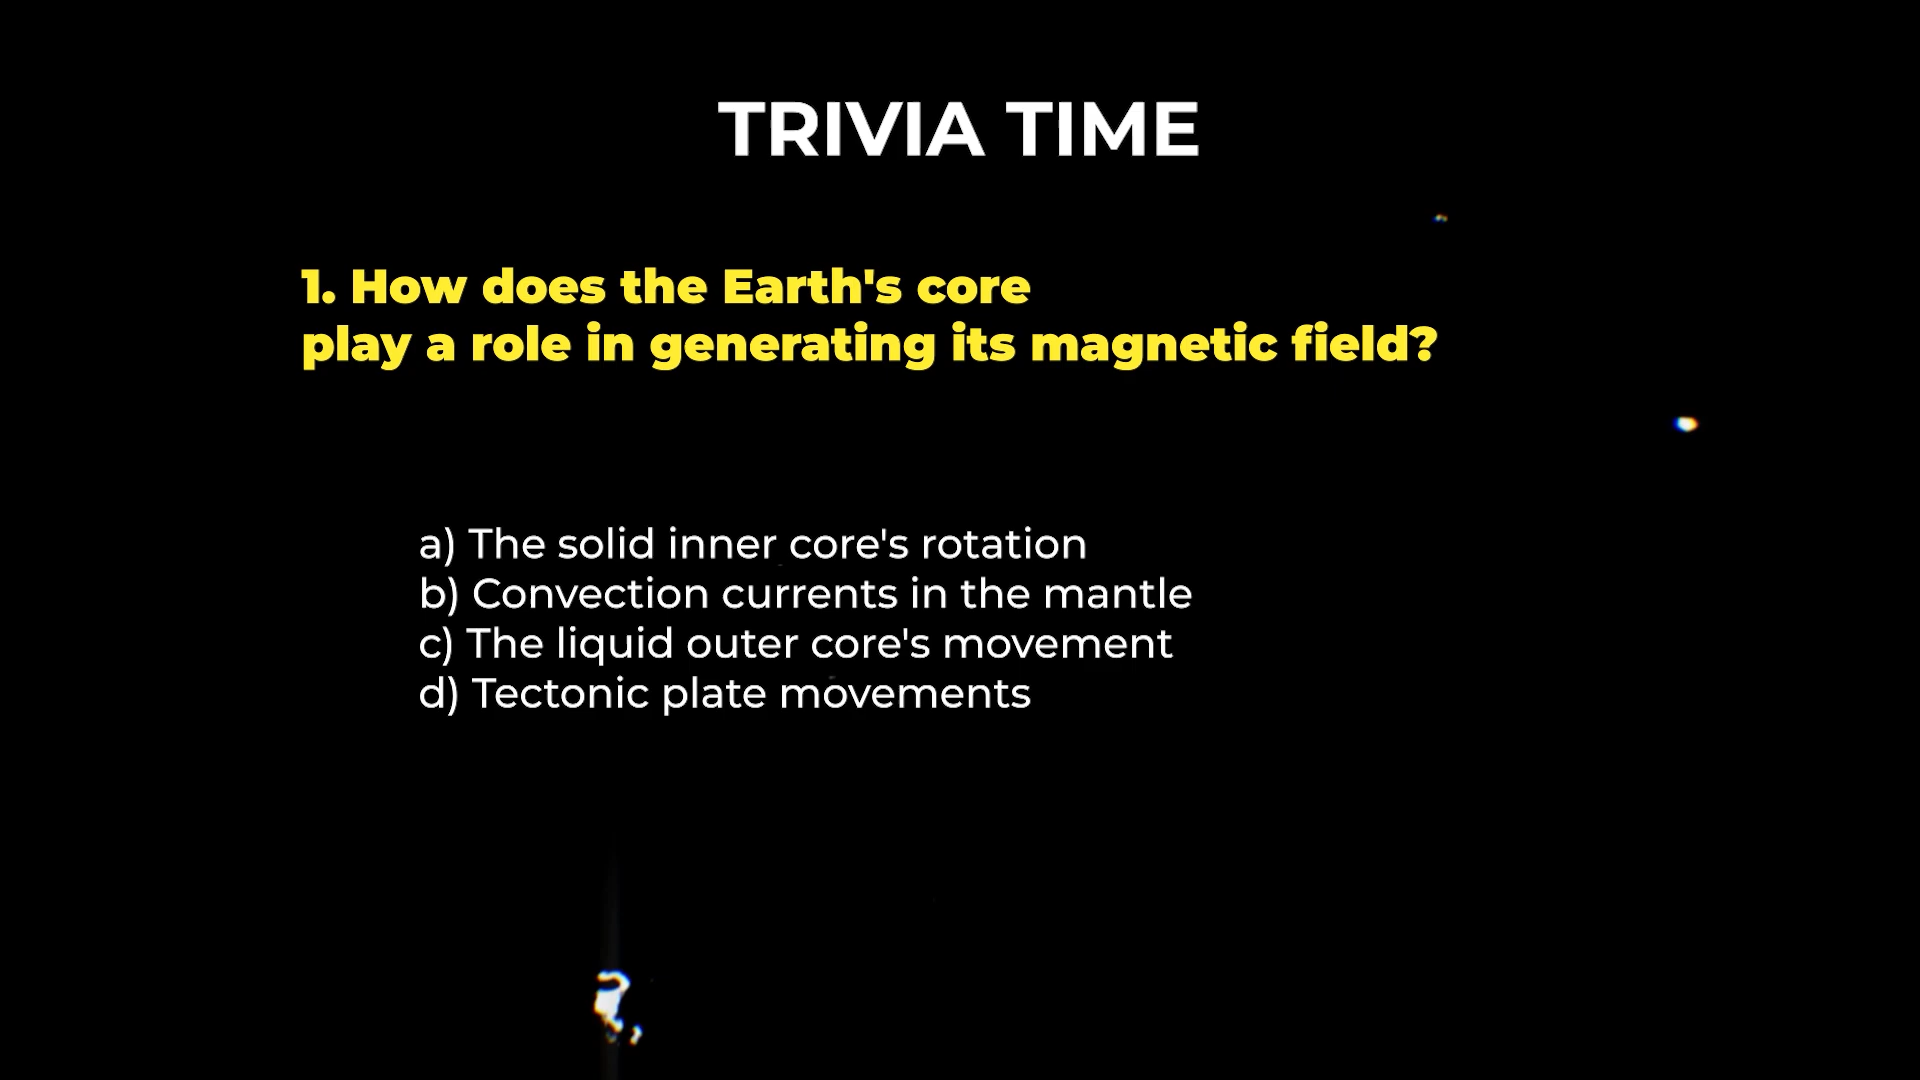 TRIVIA TIME
1. How does the Earth's core
play a role in generating its magnetic field?
a) The solid inner core's rotation
b) Convection currents in the mantle
c) The liquid outer core's movement
d) Tectonic plate movements